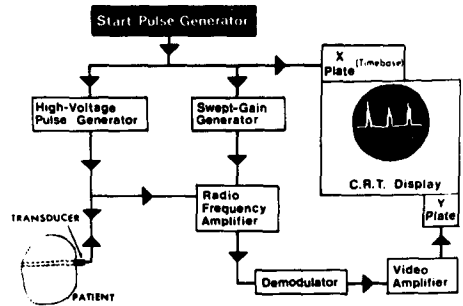 Start Pulse Generator
X
Plate (Timebase)
High-Voltage
Pulse Generator
Swept-Gain
Generator
C.R.T. Display
Y
Plate
Radio
Frequency
Amplifier
TRANSDUCER
PATIENT
Demodulator
Video
Amplifier